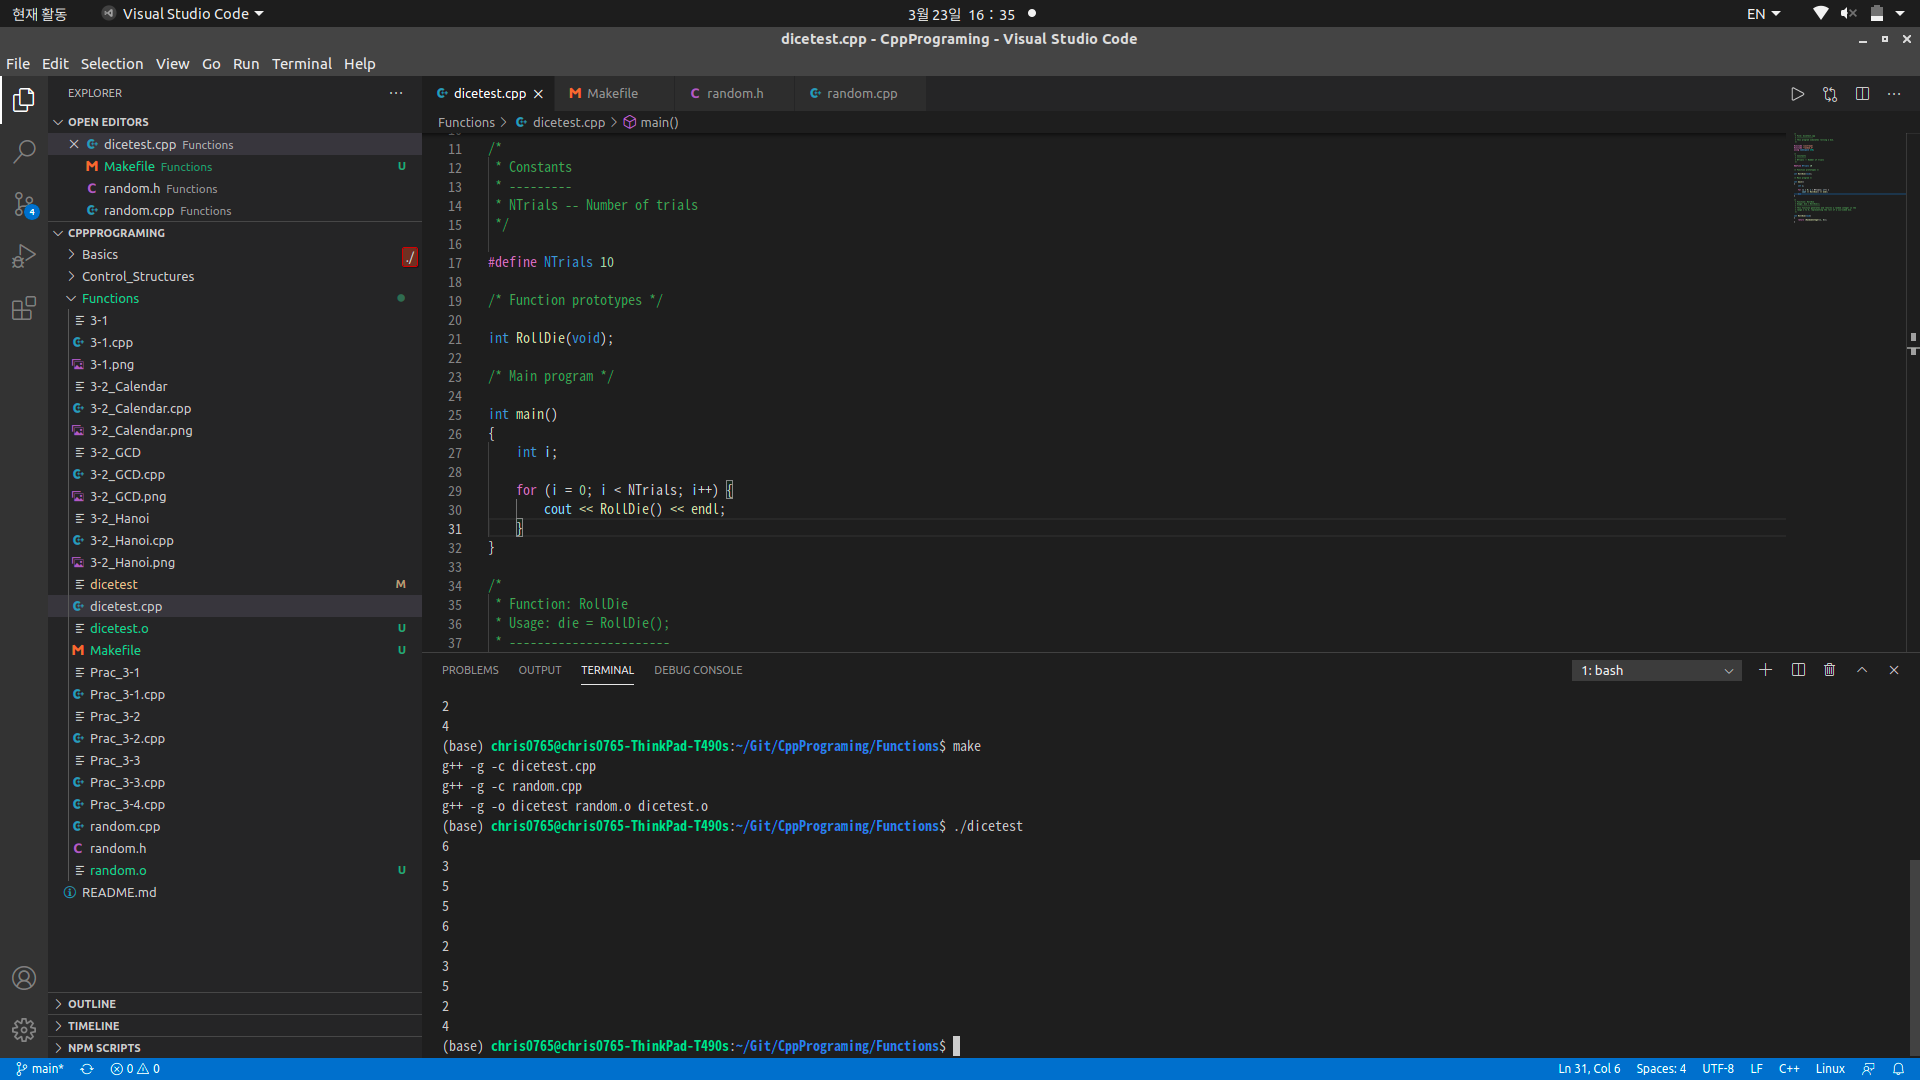 현재 활동
Visual Studio Code
3월 23일 16 : 35
EN
dicetest.cpp - CppPrograming - Visual Studio Code
File Edit Selection View Go Run Terminal Help
EXPLORER
OPEN EDITORS
dicetest.cpp Functions
Makefile Functions U
random.h Functions
random.cpp Functions
4
CPPPROGRAMING
Basics
./
Control_Structures
Functions
3-1
3-1.cpp
3-1.png
3-2_Calendar
3-2_Calendar.cpp
3-2_Calendar.png
3-2_GCD
3-2_GCD.cpp
3-2_GCD.png
3-2_Hanoi
3-2_Hanoi.cpp
3-2_Hanoi.png
dicetest M
dicetest.cpp
dicetest.o U
Makefile U
Prac_3-1
Prac_3-1.cpp
Prac_3-2
Prac_3-2.cpp
Prac_3-3
Prac_3-3.cpp
Prac_3-4.cpp
random.cpp
random.h
random.o U
README.md
OUTLINE
TIMELINE
NPM SCRIPTS
dicetest.cpp Makefile random.h random.cpp
Functions > dicetest.cpp > main()
11 /*
12 * Constants
13 * ---------
14 * NTrials -- Number of trials
15 */
16
17 #define NTrials 10
18
19 /* Function prototypes */
20
21 int RollDie(void);
22
23 /* Main program */
24
25 int main()
26 {
27 int i;
28
29 for (i = 0; i < NTrials; i++) {
30 cout << RollDie() << endl;
31 }
32 }
33
34 /*
35 * Function: RollDie
36 * Usage: die = RollDie();
37 * -----------------------
PROBLEMS OUTPUT TERMINAL DEBUG CONSOLE
1: bash
2
4
(base) chris0765@chris0765-ThinkPad-T490s:~/Git/CppPrograming/Functions$ make
g++ -g -c dicetest.cpp
g++ -g -c random.cpp
g++ -g -o dicetest random.o dicetest.o
(base) chris0765@chris0765-ThinkPad-T490s:~/Git/CppPrograming/Functions$ ./dicetest
6
3
5
5
6
2
3
5
2
4
(base) chris0765@chris0765-ThinkPad-T490s:~/Git/CppPrograming/Functions$
main* 0 0
Ln 31, Col 6 Spaces: 4 UTF-8 LF C++ Linux